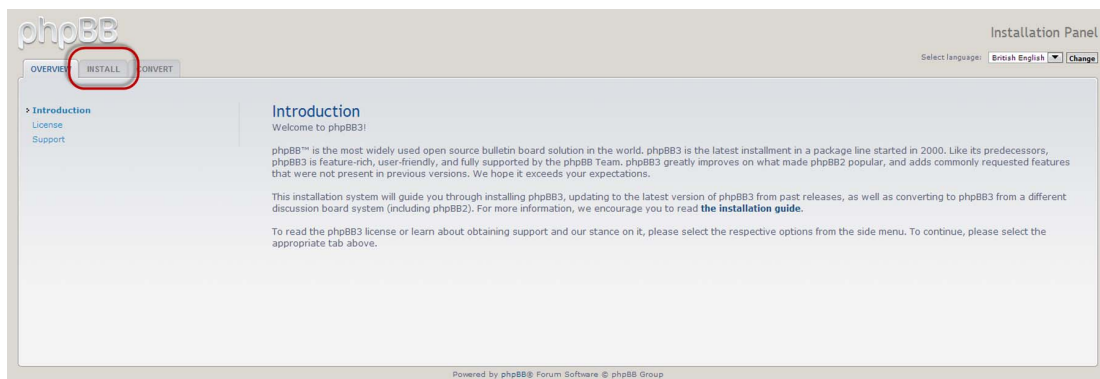 phpBB
Installation Panel
Select language: British English Change
OVERVIEW INSTALL CONVERT
Introduction
License
Support
Introduction
Welcome to phpBB3!
phpBB™ is the most widely used open source bulletin board solution in the world. phpBB3 is the latest installment in a package line started in 2000. Like its predecessors,
phpBB3 is feature-rich, user-friendly, and fully supported by the phpBB Team. phpBB3 greatly improves on what made phpBB2 popular, and adds commonly requested features
that were not present in previous versions. We hope it exceeds your expectations.
This installation system will guide you through installing phpBB3, updating to the latest version of phpBB3 from past releases, as well as converting to phpBB3 from a different
discussion board system (including phpBB2). For more information, we encourage you to read the installation guide.
To read the phpBB3 license or learn about obtaining support and our stance on it, please select the respective options from the side menu. To continue, please select the
appropriate tab above.
Powered by phpBB® Forum Software © phpBB Group